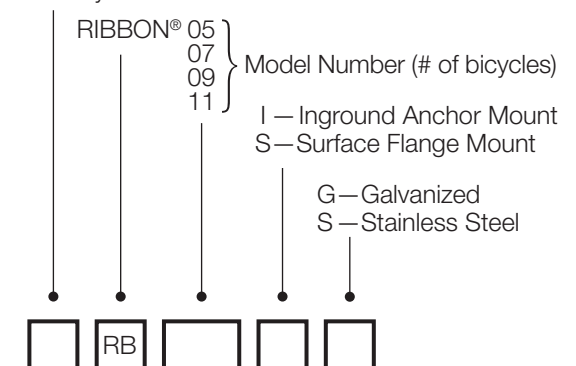 RIBBON® 05
07
09
11
Model Number (# of bicycles)
I — Inground Anchor Mount
S — Surface Flange Mount
G — Galvanized
S — Stainless Steel
RB